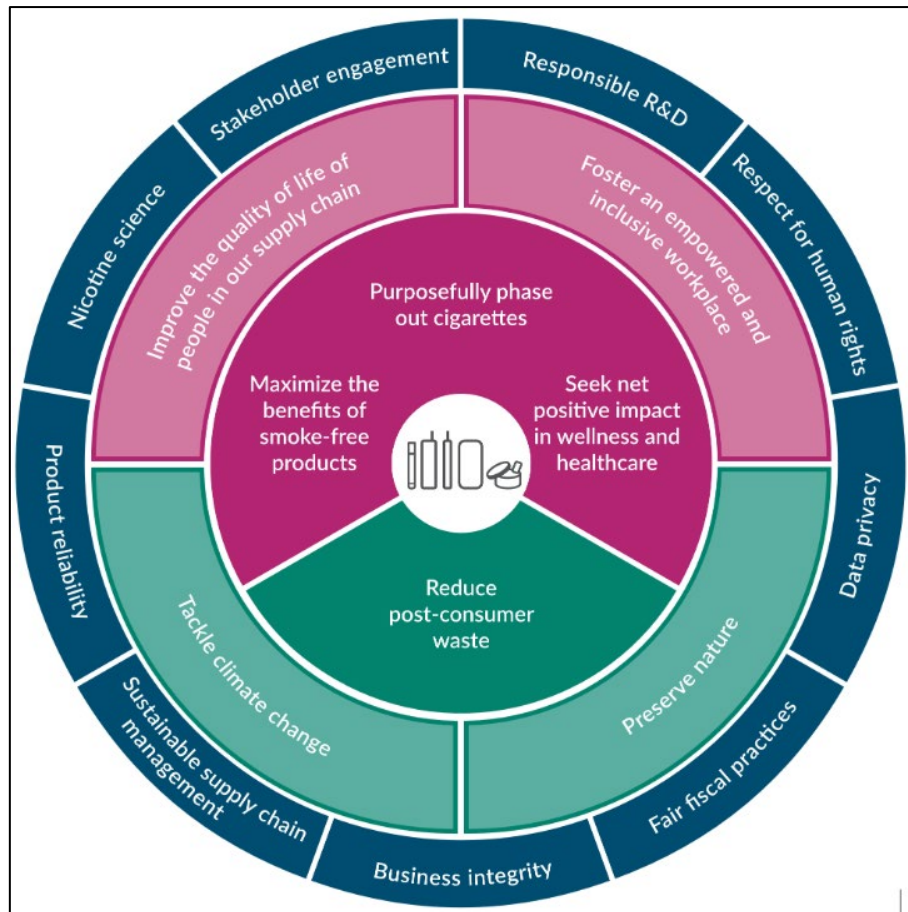 Stakeholder engagement
Responsible R&D
Respect for human
rights
Data privacy
Fair fiscal practices
Business integrity
Sustainable supply chain
management
Product reliability
Nicotine science
Improve the quality of life of
people in our supply chain
Foster an empowered and
inclusive workplace
Preserve nature
Tackle climate change
Purposefully phase
out cigarettes
Maximize the
benefits of
smoke-free
products
Seek net
positive impact
in wellness and
healthcare
Reduce
post-consumer
waste